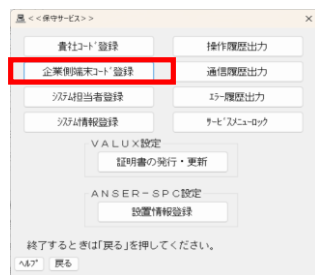 <<保守サービス>>
×
貴社ｺｰﾄﾞ登録
操作履歴出力
企業側端末ｺｰﾄﾞ登録
通信履歴出力
ｼｽﾃﾑ担当者登録
ｴﾗｰ履歴出力
ｼｽﾃﾑ情報登録
ｻｰﾋﾞｽﾒﾆｭｰﾛｯｸ
ＶＡＬＵＸ設定
証明書の発行・更新
ＡＮＳＥＲ－ＳＰＣ設定
設置情報登録
終了するときは「戻る」を押してください。
ﾍﾙﾌﾟ
戻る